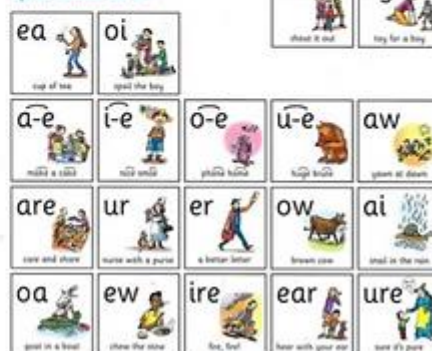 shout it out
toy for a boy
ea
cup of tea
oi
spoil the boy
a-e
make a cake
i-e
nice smile
o-e
phone home
u-e
huge brute
aw
yawn at dawn
are
care and share
ur
nurse with a purse
er
a better letter
ow
brown cow
ai
snail in the rain
oa
goat in a boat
ew
chew the stew
ire
fire, fire!
ear
hear with your ear
ure
sure it's pure